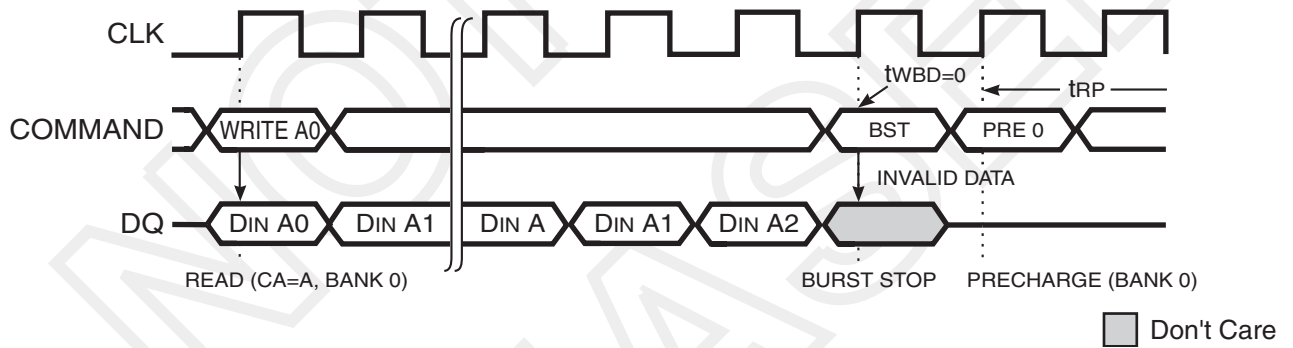 CLK
tWBD=0
tRP
COMMAND WRITE A0 BST PRE 0
INVALID DATA
DQ DIN A0 DIN A1 DIN A DIN A1 DIN A2
READ (CA=A, BANK 0) BURST STOP PRECHARGE (BANK 0)
Don't Care